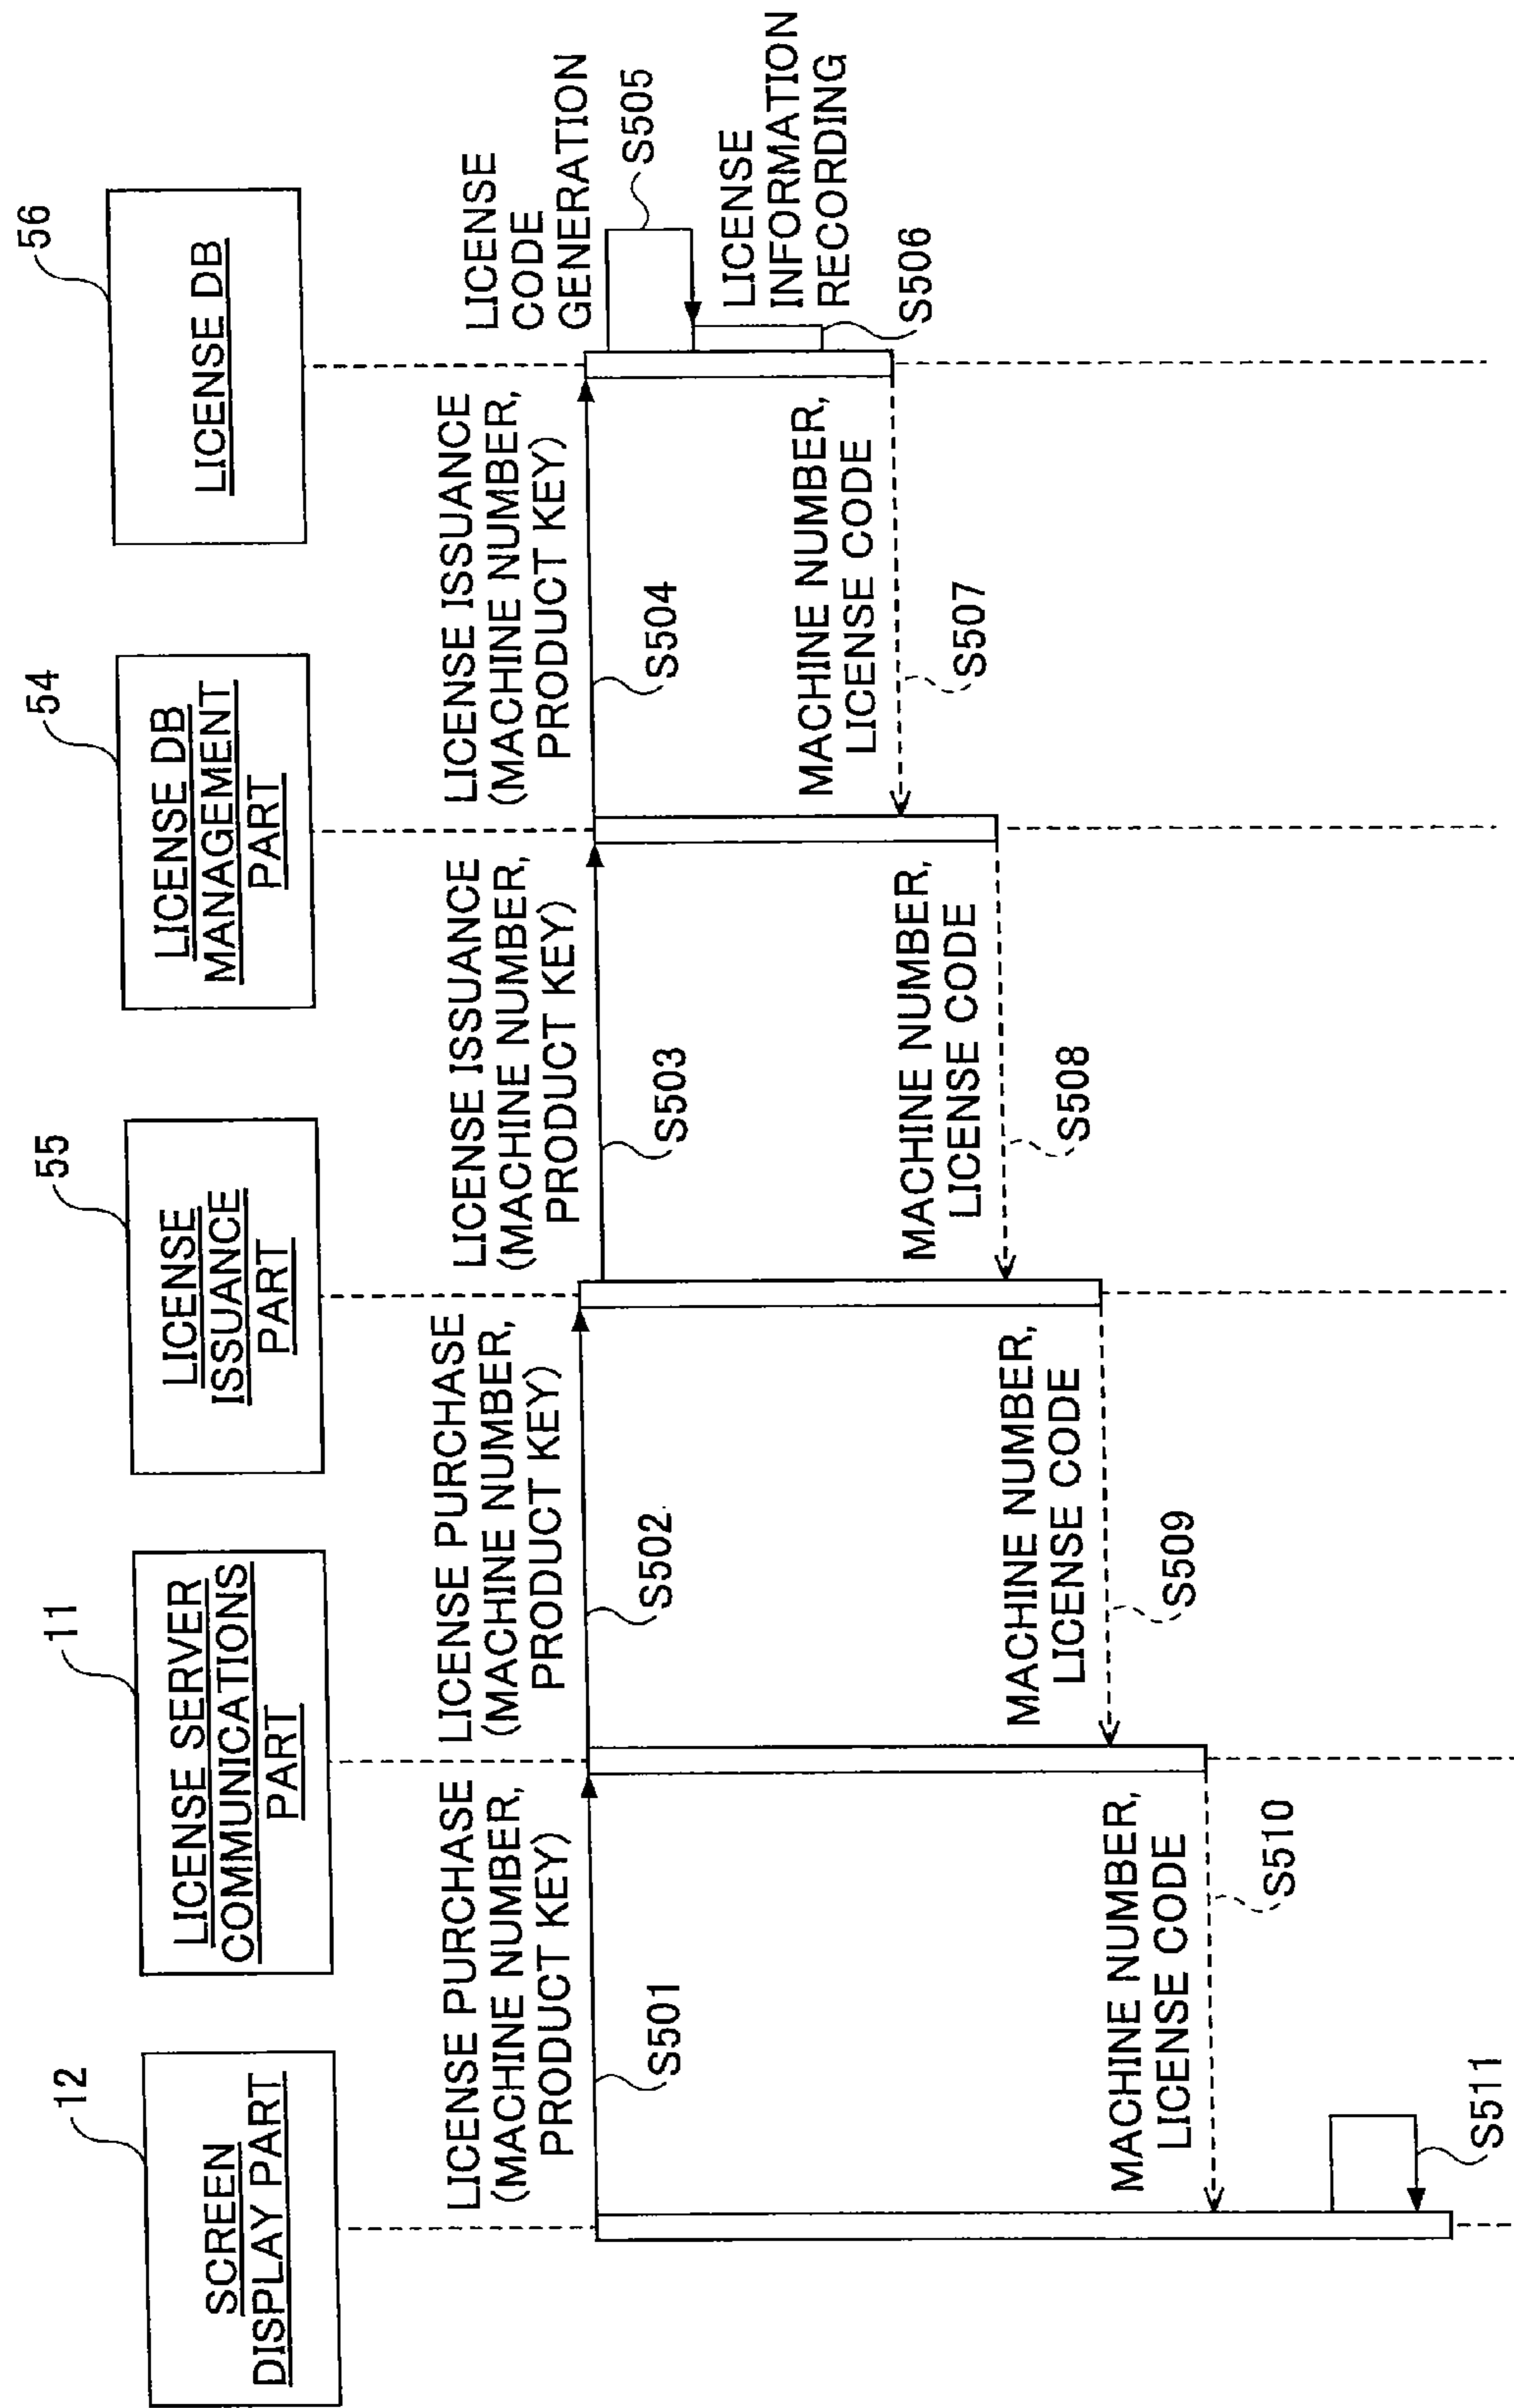 12
SCREEN
DISPLAY PART
11
LICENSE SERVER
COMMUNICATIONS
PART
55
LICENSE
ISSUANCE
PART
54
LICENSE DB
MANAGEMENT
PART
56
LICENSE DB
LICENSE PURCHASE
(MACHINE NUMBER,
PRODUCT KEY)
S501
LICENSE PURCHASE
(MACHINE NUMBER,
PRODUCT KEY)
S502
LICENSE ISSUANCE
(MACHINE NUMBER,
PRODUCT KEY)
S503
LICENSE ISSUANCE
(MACHINE NUMBER,
PRODUCT KEY)
S504
LICENSE
CODE
GENERATION
S505
LICENSE
INFORMATION
RECORDING
S506
MACHINE NUMBER,
LICENSE CODE
S507
MACHINE NUMBER,
LICENSE CODE
S508
MACHINE NUMBER,
LICENSE CODE
S509
MACHINE NUMBER,
LICENSE CODE
S510
S511